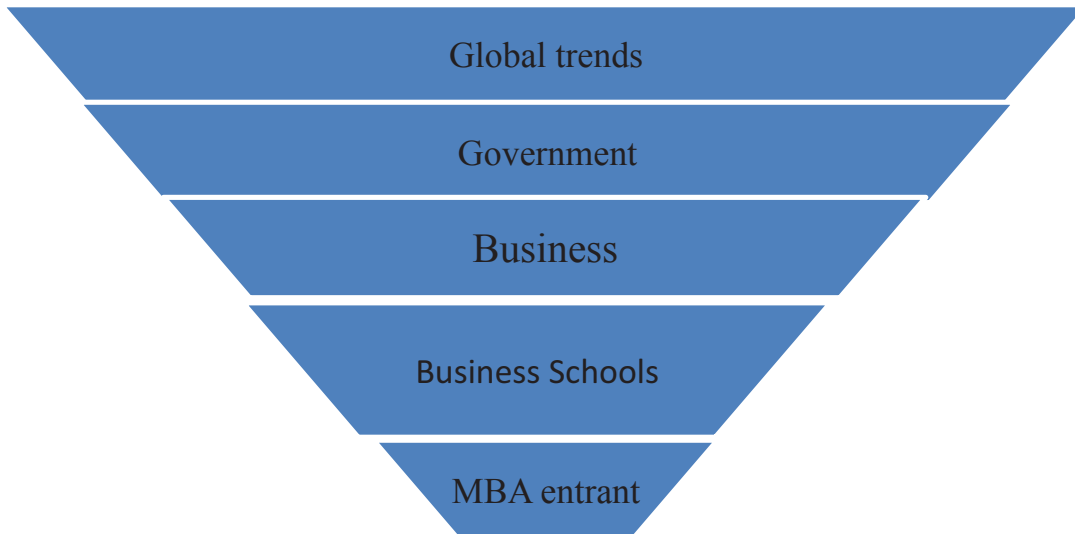 Global trends
Government
Business
Business Schools
MBA entrant